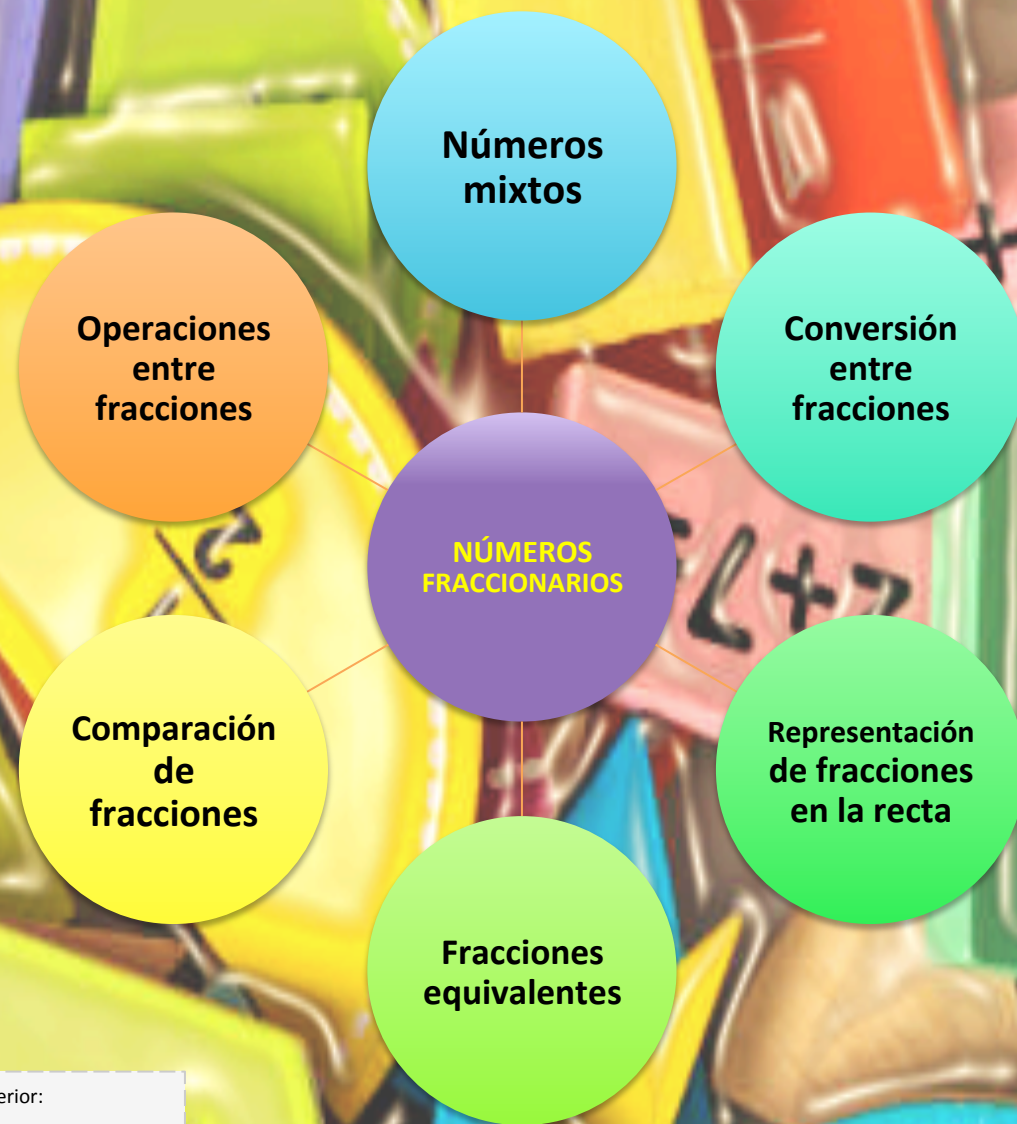 Números
mixtos
Operaciones
entre
fracciones
Conversión
entre
fracciones
NÚMEROS
FRACCIONARIOS
Comparación
de
fracciones
Representación
de fracciones
en la recta
Fracciones
equivalentes